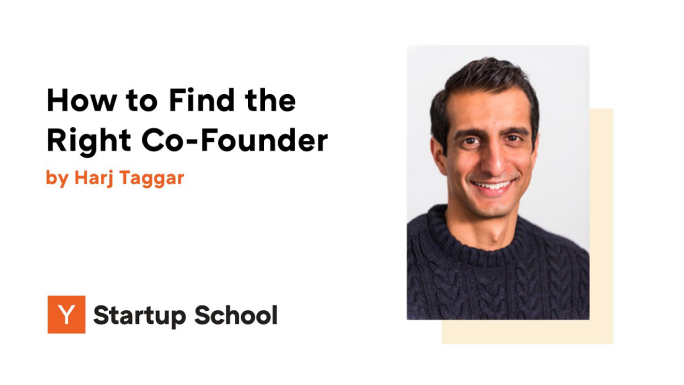 How to Find the
Right Co-Founder
by Harj Taggar
Y Startup School